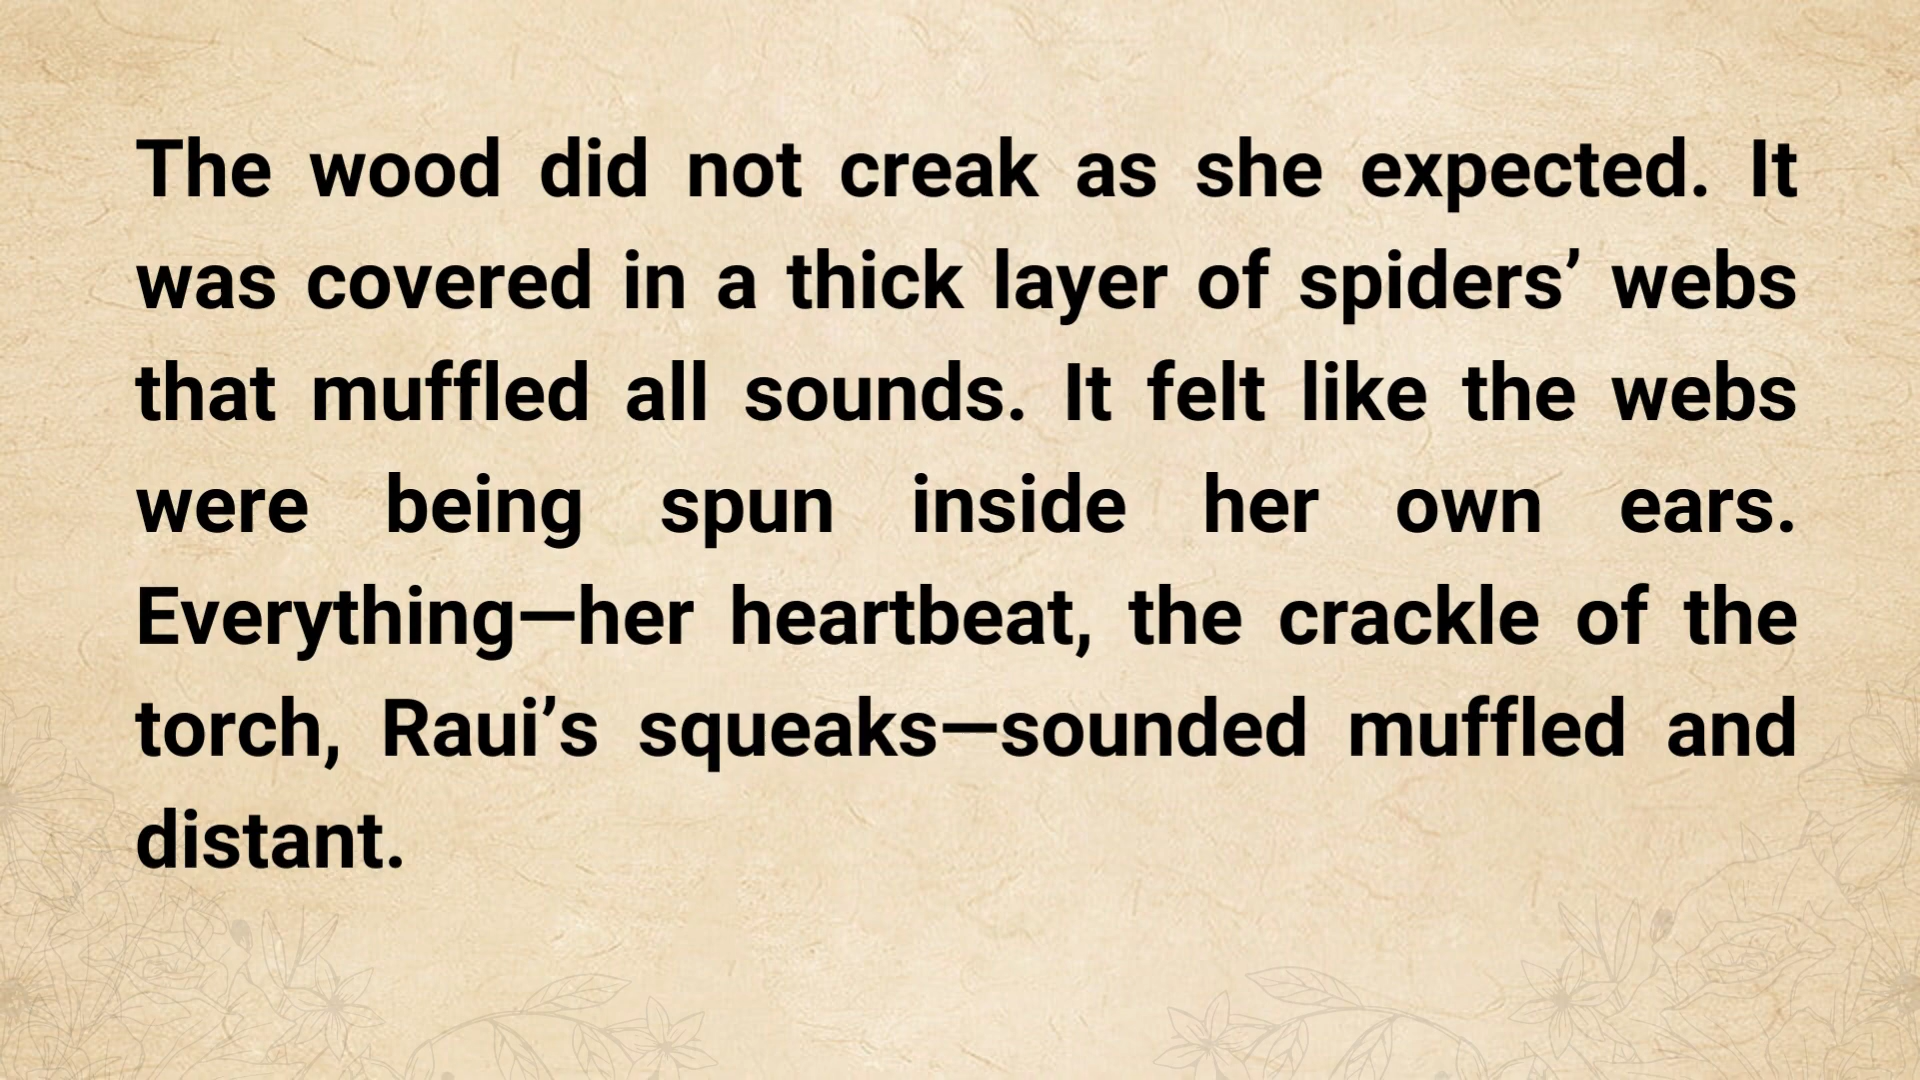 The wood did not creak as she expected. It
was covered in a thick layer of spiders’ webs
that muffled all sounds. It felt like the webs
were being spun inside her own ears.
Everything—her heartbeat, the crackle of the
torch, Raui’s squeaks—sounded muffled and
distant.